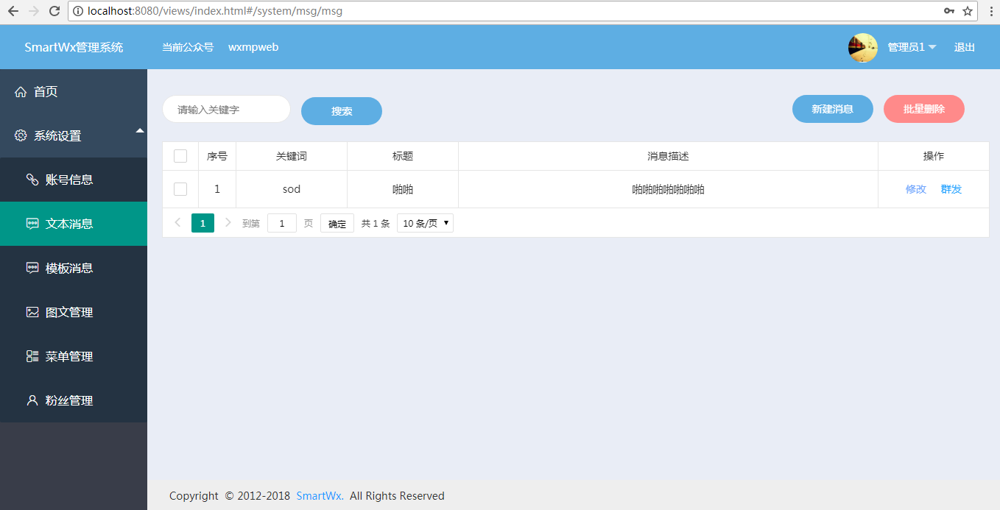 localhost:8080/views/index.html#/system/msg/msg
SmartWx管理系统 当前公众号 wxmpweb 管理员1 退出
首页
系统设置
账号信息
文本消息
模板消息
图文管理
菜单管理
粉丝管理
请输入关键字 搜索 新建消息 批量删除
序号 关键词 标题 消息描述 操作
1 sod 啪啪 啪啪啪啪啪啪啪 修改 群发
1 到第 1 页 确定 共 1 条 10 条/页
Copyright © 2012-2018 SmartWx. All Rights Reserved